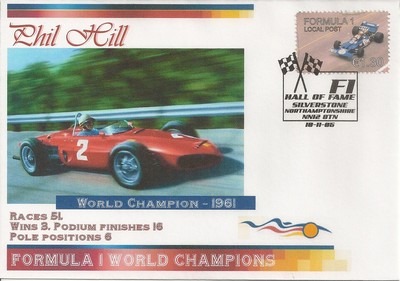 Phil Hill
FORMULA 1
LOCAL POST
F1
HALL OF FAME
SILVERSTONE
NORTHAMPTONSHIRE
NN12 8TN
10-11-06
2
WORLD CHAMPION - 1961
RACES 51.
WINS 3. PODIUM FINISHES 16
POLE POSITIONS 6
FORMULA 1 WORLD CHAMPIONS